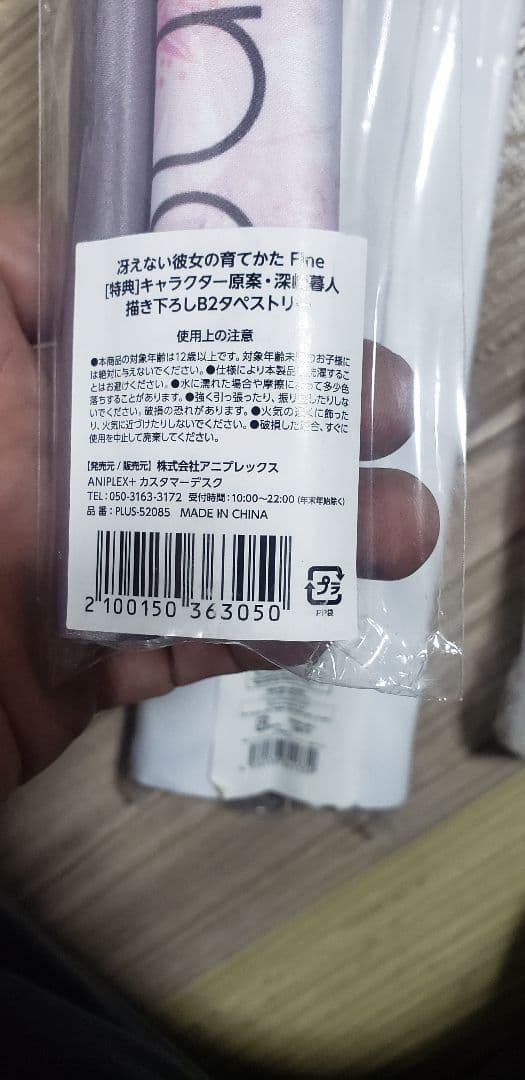 冴えない彼女の育てかた Fine
[特典]キャラクター原案・深崎暮人
描き下ろしB2タペストリー
使用上の注意
●本商品の対象年齢は12歳以上です。対象年齢未満のお子様に
は絶対に与えないでください。●仕様により本製品を洗濯するこ
とはお避けください。●水に濡れた場合や摩擦によって多少色
落ちすることがあります。●強く引っ張ったり、振り回したりしな
いでください。破損の恐れがあります。●火気の近くに飾った
り、火気に近づけたりしないでください。●破損した場合、すぐに
使用を中止して廃棄してください。
【発売元/販売元】株式会社アニプレックス
ANIPLEX+ カスタマーデスク
TEL:050-3163-3172 受付時間:10:00〜22:00 (年末年始除く)
品 番:PLUS-52085 MADE IN CHINA
2 100150 363050
プラ
PP袋